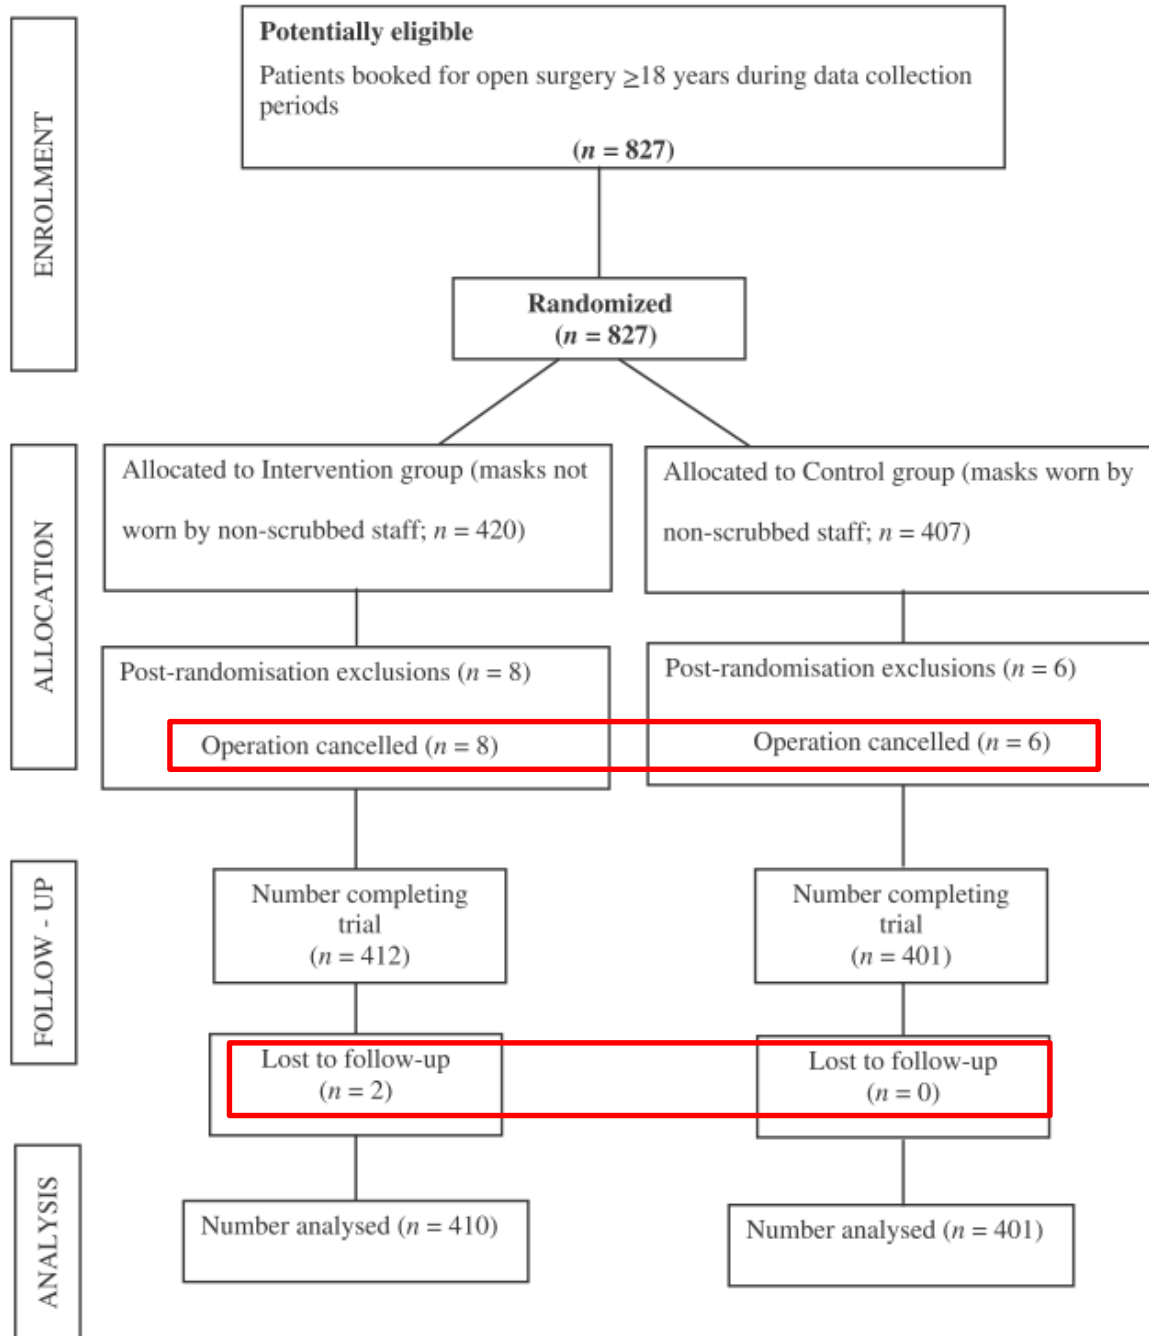 ENROLMENT
Potentially eligible
Patients booked for open surgery ≥18 years during data collection
periods
(n = 827)
Randomized
(n = 827)
ALLOCATION
Allocated to Intervention group (masks not
worn by non-scrubbed staff; n = 420)
Allocated to Control group (masks worn by
non-scrubbed staff; n = 407)
Post-randomisation exclusions (n = 8)
Operation cancelled (n = 8)
Post-randomisation exclusions (n = 6)
Operation cancelled (n = 6)
FOLLOW - UP
Number completing
trial
(n = 412)
Number completing
trial
(n = 401)
Lost to follow-up
(n = 2)
Lost to follow-up
(n = 0)
ANALYSIS
Number analysed (n = 410)
Number analysed (n = 401)